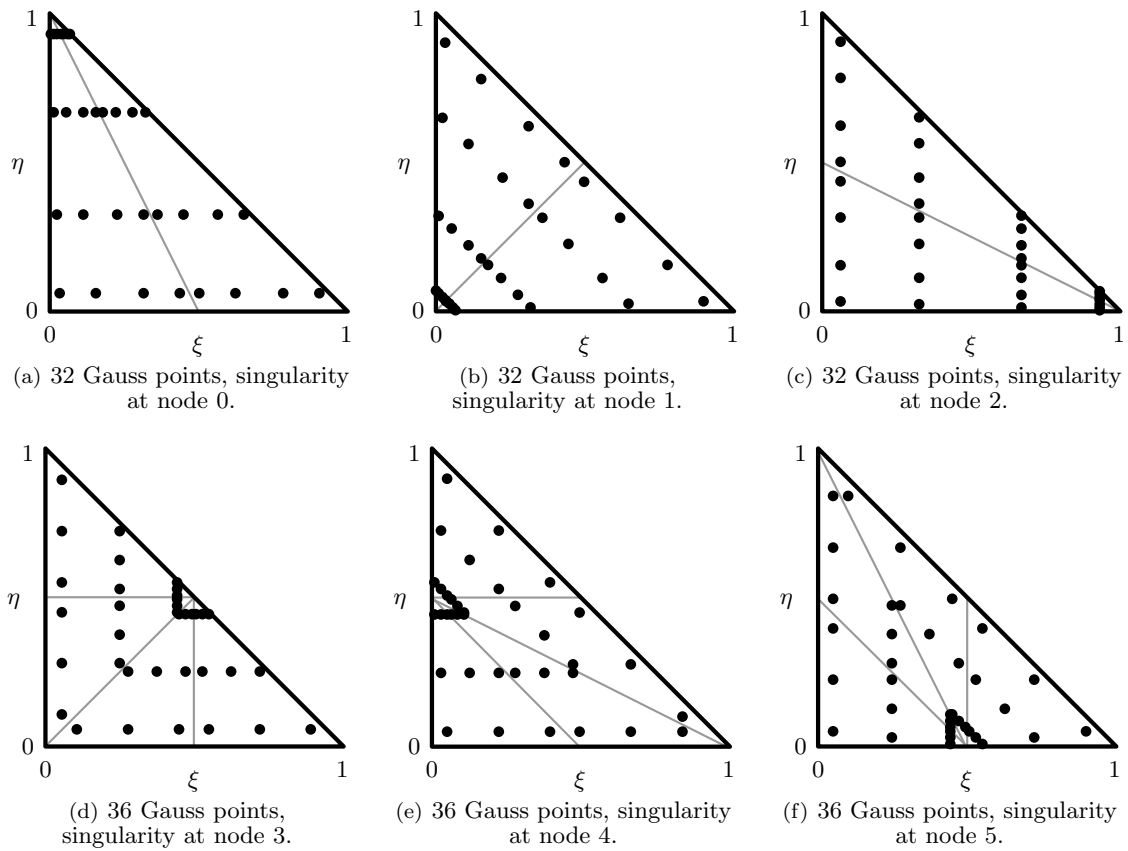 1
η
0
0
1
ξ
(a) 32 Gauss points, singularity
at node 0.
1
η
0
0
1
ξ
(b) 32 Gauss points,
singularity at node 1.
1
η
0
0
1
ξ
(c) 32 Gauss points, singularity
at node 2.
1
η
0
0
1
ξ
(d) 36 Gauss points,
singularity at node 3.
1
η
0
0
1
ξ
(e) 36 Gauss points, singularity
at node 4.
1
η
0
0
1
ξ
(f) 36 Gauss points, singularity
at node 5.